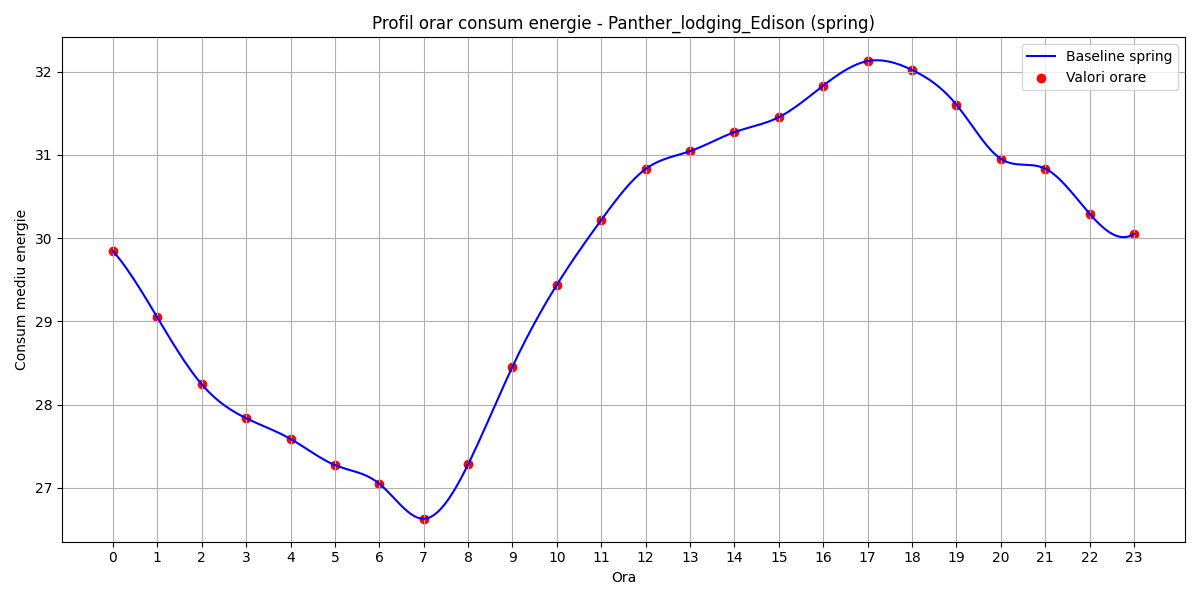 Profil orar consum energie - Panther_lodging_Edison (spring)
Baseline spring
Valori orare
Consum mediu energie
32
31
30
29
28
27
0 1 2 3 4 5 6 7 8 9 10 11 12 13 14 15 16 17 18 19 20 21 22 23
Ora